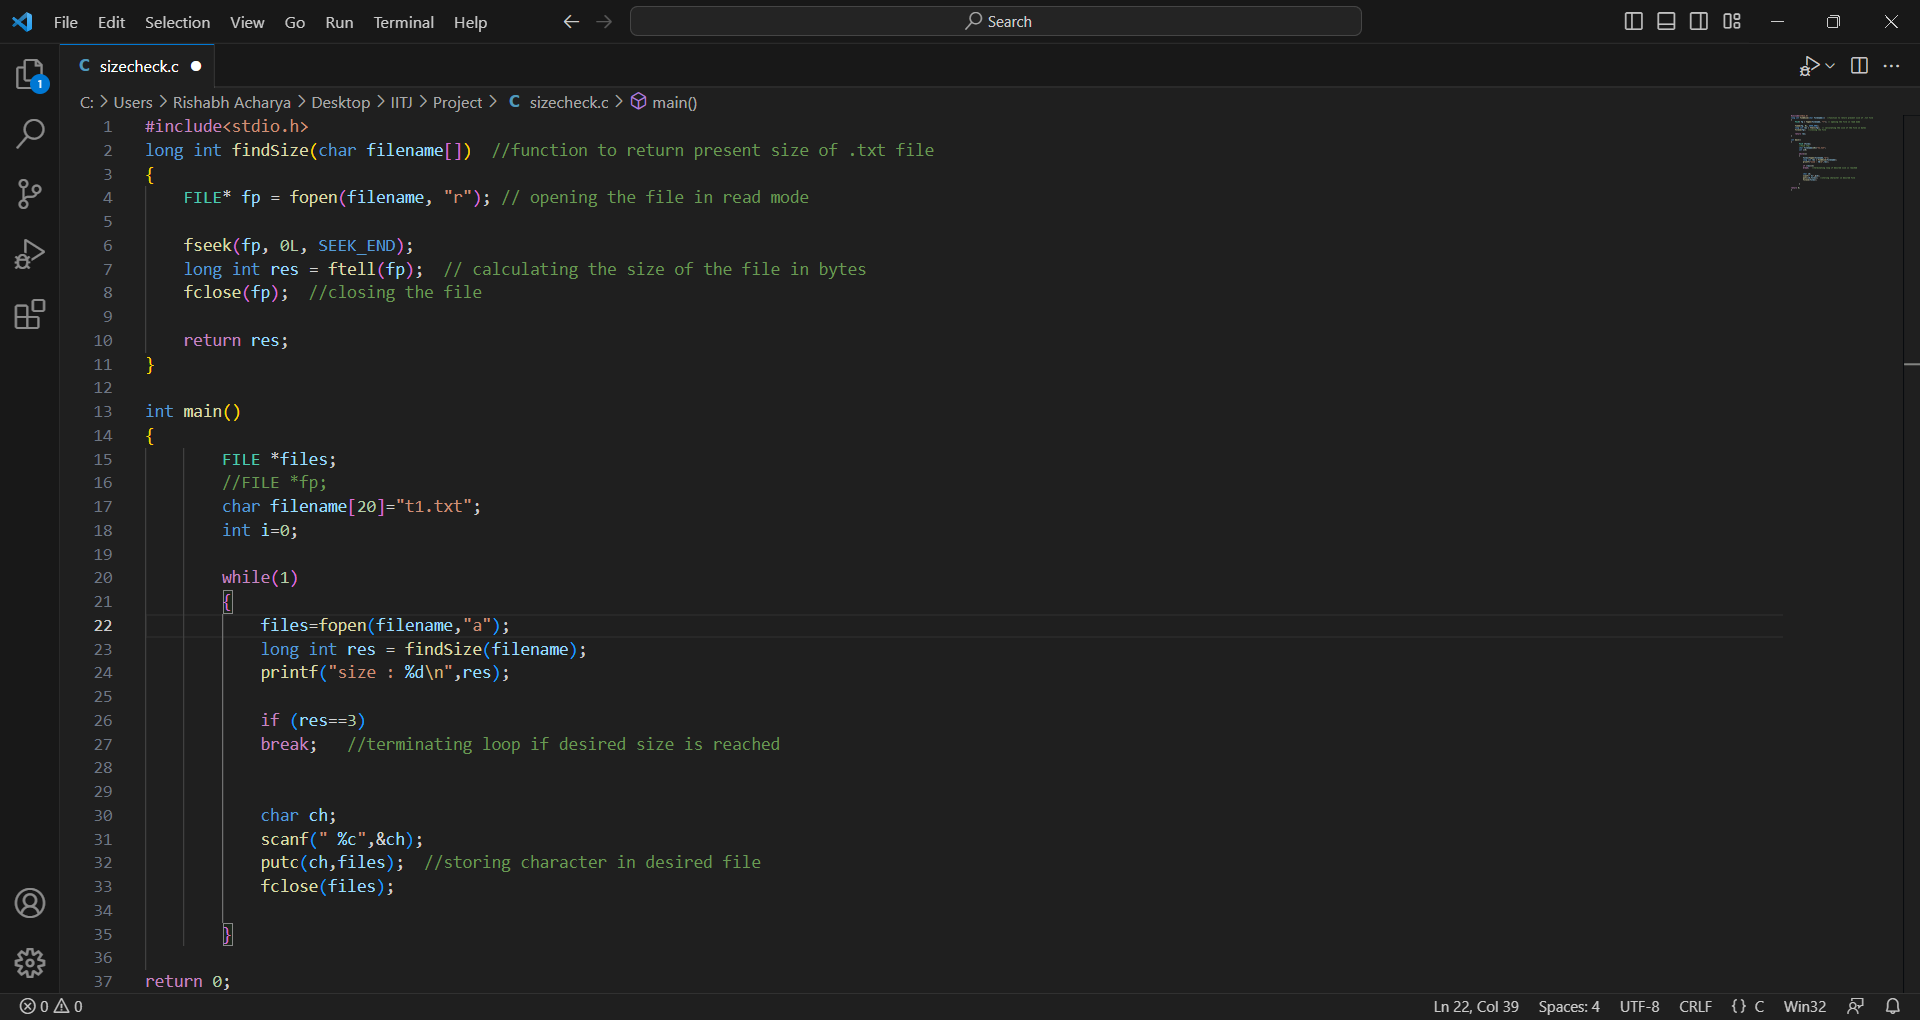 File Edit Selection View Go Run Terminal Help Search
1
C sizecheck.c
C: > Users > Rishabh Acharya > Desktop > IITJ > Project > C sizecheck.c > main()
1 #include<stdio.h>
2 long int findSize(char filename[]) //function to return present size of .txt file
3 {
4 FILE* fp = fopen(filename, "r"); // opening the file in read mode
5
6 fseek(fp, 0L, SEEK_END);
7 long int res = ftell(fp); // calculating the size of the file in bytes
8 fclose(fp); //closing the file
9
10 return res;
11 }
12
13 int main()
14 {
15 FILE *files;
16 //FILE *fp;
17 char filename[20]="t1.txt";
18 int i=0;
19
20 while(1)
21 {
22 files=fopen(filename,"a");
23 long int res = findSize(filename);
24 printf("size : %d\n",res);
25
26 if (res==3)
27 break; //terminating loop if desired size is reached
28
29
30 char ch;
31 scanf(" %c",&ch);
32 putc(ch,files); //storing character in desired file
33 fclose(files);
34
35 }
36
37 return 0;
0 0 Ln 22, Col 39 Spaces: 4 UTF-8 CRLF {} C Win32